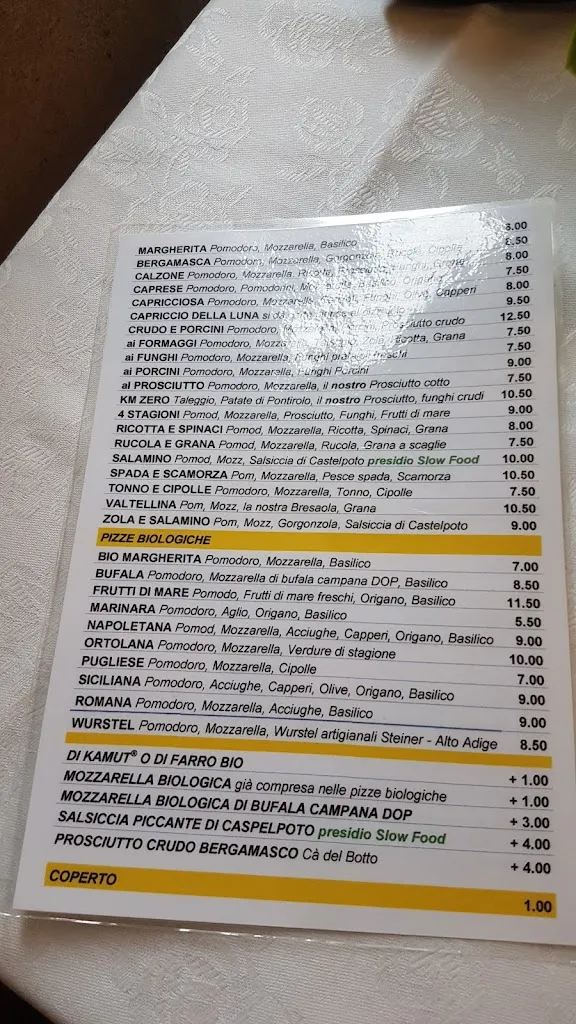 MARGHERITA Pomodoro, Mozzarella, Basilico
BERGAMASCA Pomodoro, Mozzarella, Gorgonzola, Cipolle 8.50
CALZONE Pomodoro, Mozzarella, Ricotta, Funghi, Grana 8.00
CAPRESE Pomodoro, Pomodorini, Basilico, Origano 7.50
CAPRICCIOSA Pomodoro, Mozzarella, Funghi, Olive, Capperi 8.00
CAPRICCIO DELLA LUNA 9.50
CRUDO E PORCINI Pomodoro, Prosciutto crudo 12.50
ai FORMAGGI Pomodoro, Mozzarella, Ricotta, Grana 7.50
ai FUNGHI Pomodoro, Mozzarella, Funghi freschi 7.50
ai PORCINI Pomodoro, Mozzarella, Funghi Porcini 9.00
al PROSCIUTTO Pomodoro, Mozzarella, il nostro Prosciutto cotto 7.50
KM ZERO Taleggio, Patate di Pontirolo, il nostro Prosciutto, funghi crudi 10.50
4 STAGIONI Pomod, Mozzarella, Prosciutto, Funghi, Frutti di mare 9.00
RICOTTA E SPINACI Pomod, Mozzarella, Ricotta, Spinaci, Grana 8.00
RUCOLA E GRANA Pomod, Mozzarella, Rucola, Grana a scaglie 7.50
SALAMINO Pomod, Mozz, Salsiccia di Castelpoto presidio Slow Food 10.00
SPADA E SCAMORZA Pom, Mozzarella, Pesce spada, Scamorza 10.50
TONNO E CIPOLLE Pomodoro, Mozzarella, Tonno, Cipolle 7.50
VALTELLINA Pom, Mozz, la nostra Bresaola, Grana 10.50
ZOLA E SALAMINO Pom, Mozz, Gorgonzola, Salsiccia di Castelpoto 9.00
PIZZE BIOLOGICHE
BIO MARGHERITA Pomodoro, Mozzarella, Basilico 7.00
BUFALA Pomodoro, Mozzarella di bufala campana DOP, Basilico 8.50
FRUTTI DI MARE Pomodo, Frutti di mare freschi, Origano, Basilico 11.50
MARINARA Pomodoro, Aglio, Origano, Basilico 5.50
NAPOLETANA Pomod, Mozzarella, Acciughe, Capperi, Origano, Basilico 9.00
ORTOLANA Pomodoro, Mozzarella, Verdure di stagione 10.00
PUGLIESE Pomodoro, Mozzarella, Cipolle 7.00
SICILIANA Pomodoro, Acciughe, Capperi, Olive, Origano, Basilico 9.00
ROMANA Pomodoro, Mozzarella, Acciughe, Basilico 9.00
WURSTEL Pomodoro, Mozzarella, Wurstel artigianali Steiner - Alto Adige 8.50
DI KAMUT® O DI FARRO BIO + 1.00
MOZZARELLA BIOLOGICA già compresa nelle pizze biologiche + 1.00
MOZZARELLA BIOLOGICA DI BUFALA CAMPANA DOP + 3.00
SALSICCIA PICCANTE DI CASPELPOTO presidio Slow Food + 4.00
PROSCIUTTO CRUDO BERGAMASCO Cà del Botto + 4.00
COPERTO 1.00